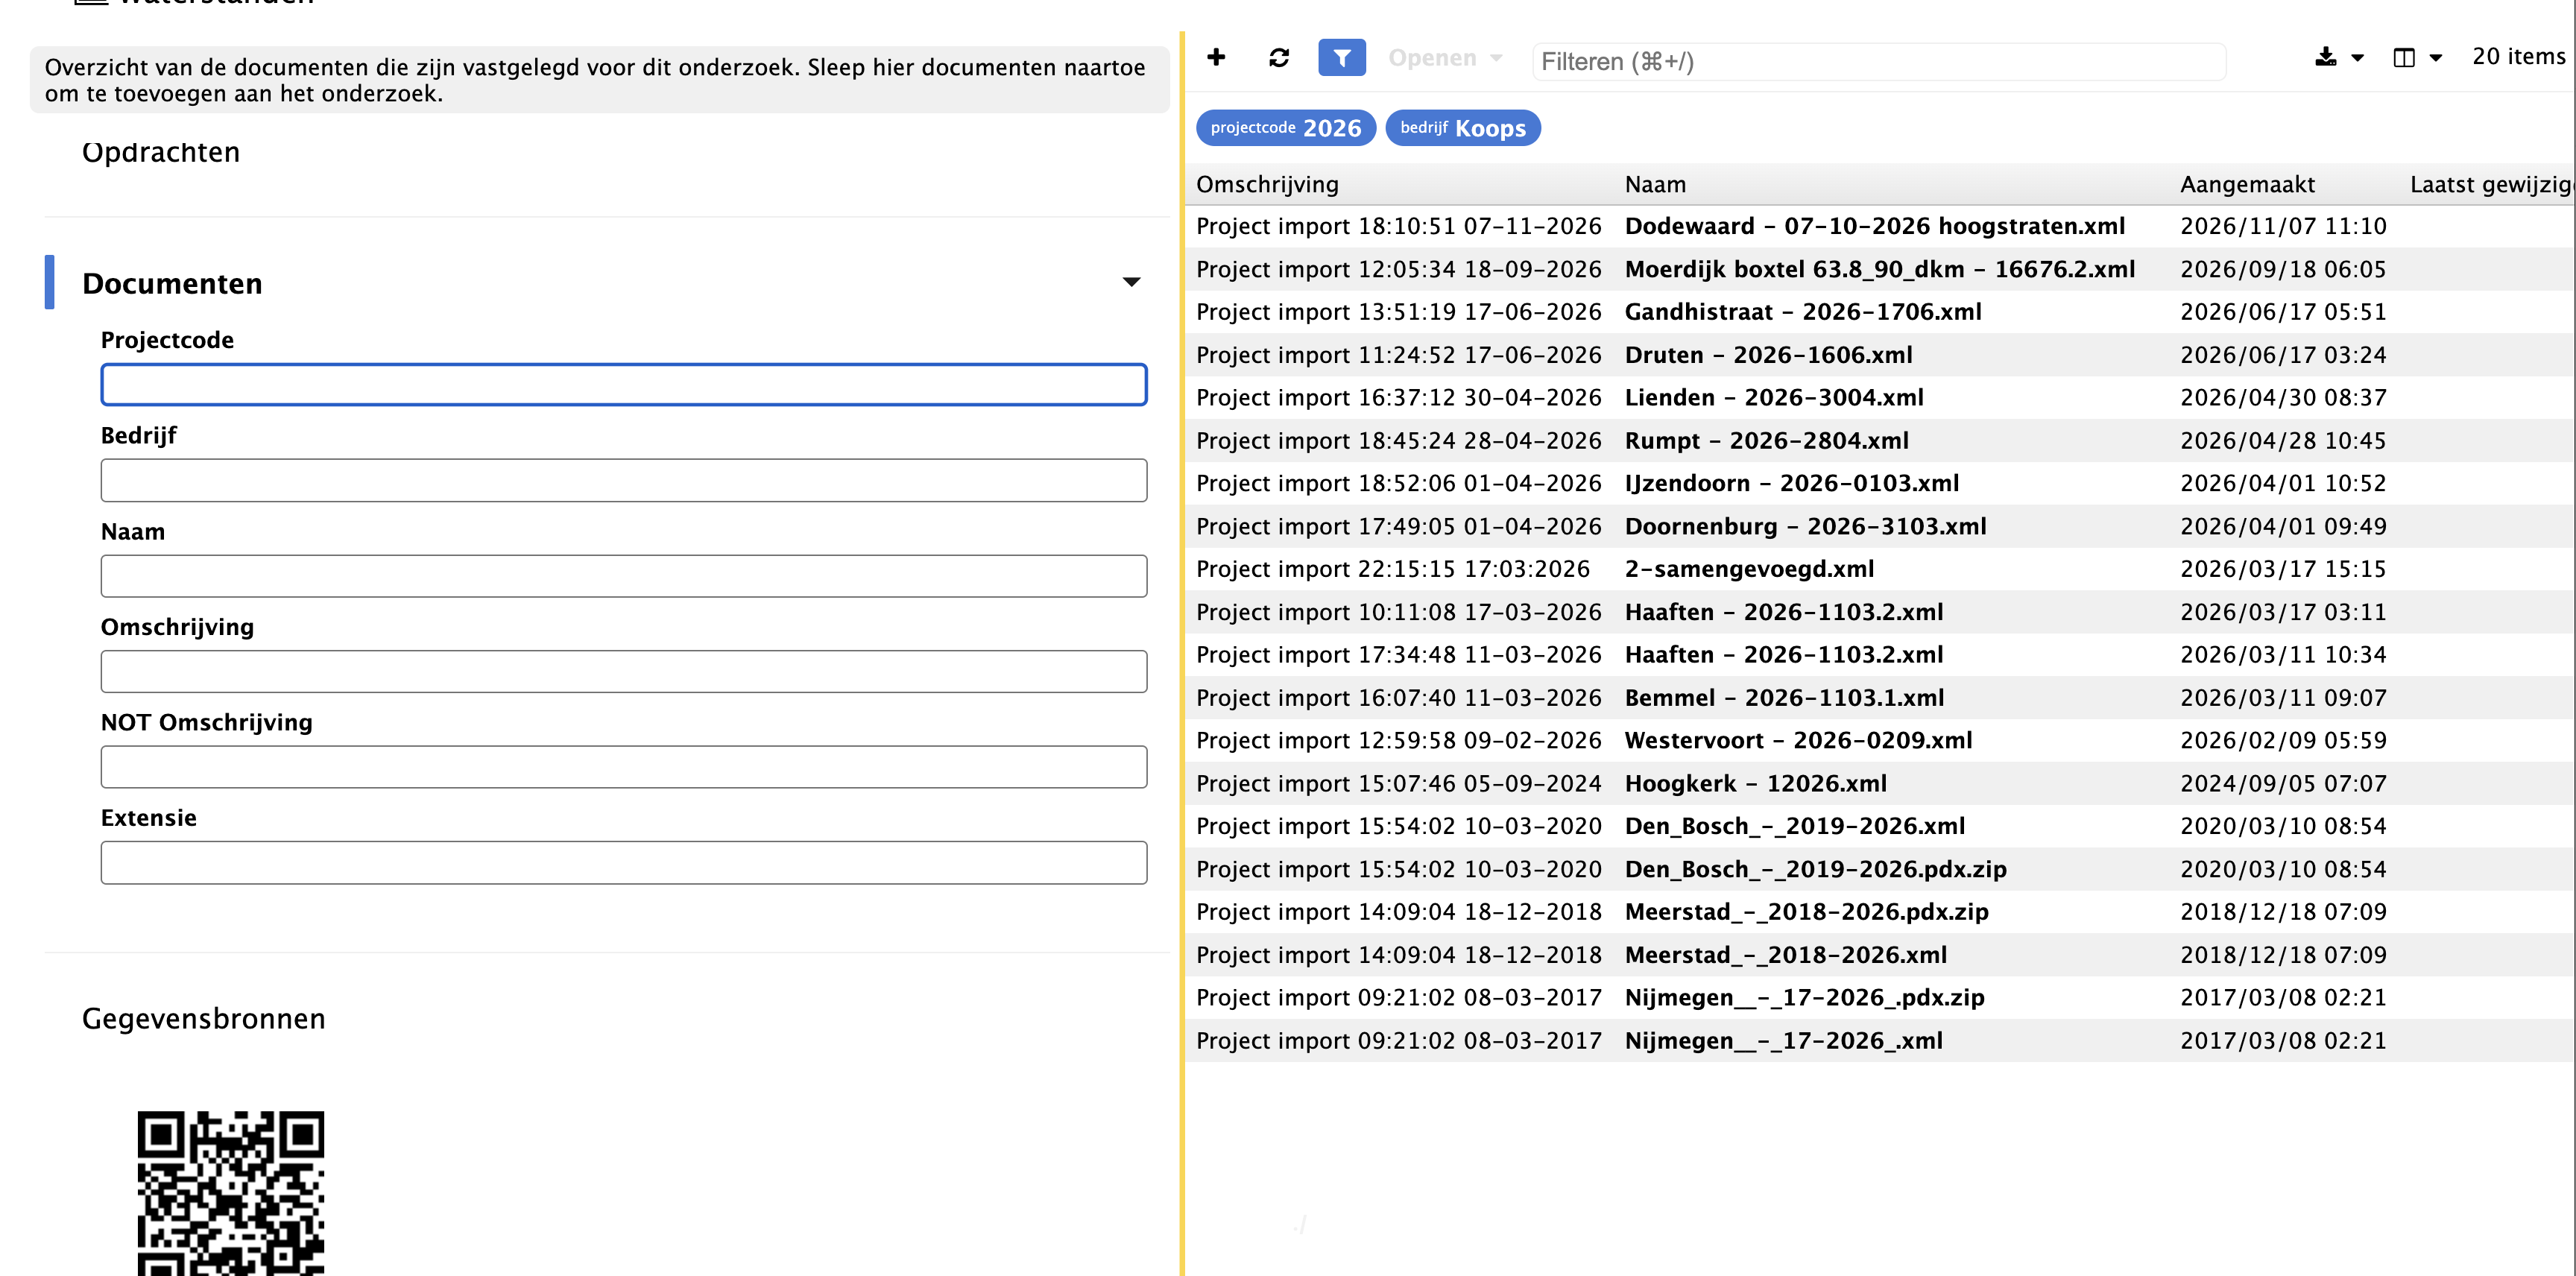 Overzicht van de documenten die zijn vastgelegd voor dit onderzoek. Sleep hier documenten naartoe
om te toevoegen aan het onderzoek.
Opdrachten
Documenten
Projectcode
Bedrijf
Naam
Omschrijving
NOT Omschrijving
Extensie
Gegevensbronnen
Openen
Filteren (⌘+/)
20 items
projectcode 2026 bedrijf Koops
Omschrijving Naam Aangemaakt Laatst gewijzig
Project import 18:10:51 07-11-2026 Dodewaard - 07-10-2026 hoogstraten.xml 2026/11/07 11:10
Project import 12:05:34 18-09-2026 Moerdijk boxtel 63.8_90_dkm - 16676.2.xml 2026/09/18 06:05
Project import 13:51:19 17-06-2026 Gandhistraat - 2026-1706.xml 2026/06/17 05:51
Project import 11:24:52 17-06-2026 Druten - 2026-1606.xml 2026/06/17 03:24
Project import 16:37:12 30-04-2026 Lienden - 2026-3004.xml 2026/04/30 08:37
Project import 18:45:24 28-04-2026 Rumpt - 2026-2804.xml 2026/04/28 10:45
Project import 18:52:06 01-04-2026 IJzendoorn - 2026-0103.xml 2026/04/01 10:52
Project import 17:49:05 01-04-2026 Doornenburg - 2026-3103.xml 2026/04/01 09:49
Project import 22:15:15 17:03:2026 2-samengevoegd.xml 2026/03/17 15:15
Project import 10:11:08 17-03-2026 Haaften - 2026-1103.2.xml 2026/03/17 03:11
Project import 17:34:48 11-03-2026 Haaften - 2026-1103.2.xml 2026/03/11 10:34
Project import 16:07:40 11-03-2026 Bemmel - 2026-1103.1.xml 2026/03/11 09:07
Project import 12:59:58 09-02-2026 Westervoort - 2026-0209.xml 2026/02/09 05:59
Project import 15:07:46 05-09-2024 Hoogkerk - 12026.xml 2024/09/05 07:07
Project import 15:54:02 10-03-2020 Den_Bosch_-_2019-2026.xml 2020/03/10 08:54
Project import 15:54:02 10-03-2020 Den_Bosch_-_2019-2026.pdx.zip 2020/03/10 08:54
Project import 14:09:04 18-12-2018 Meerstad_-_2018-2026.pdx.zip 2018/12/18 07:09
Project import 14:09:04 18-12-2018 Meerstad_-_2018-2026.xml 2018/12/18 07:09
Project import 09:21:02 08-03-2017 Nijmegen__-_17-2026_.pdx.zip 2017/03/08 02:21
Project import 09:21:02 08-03-2017 Nijmegen__-_17-2026_.xml 2017/03/08 02:21